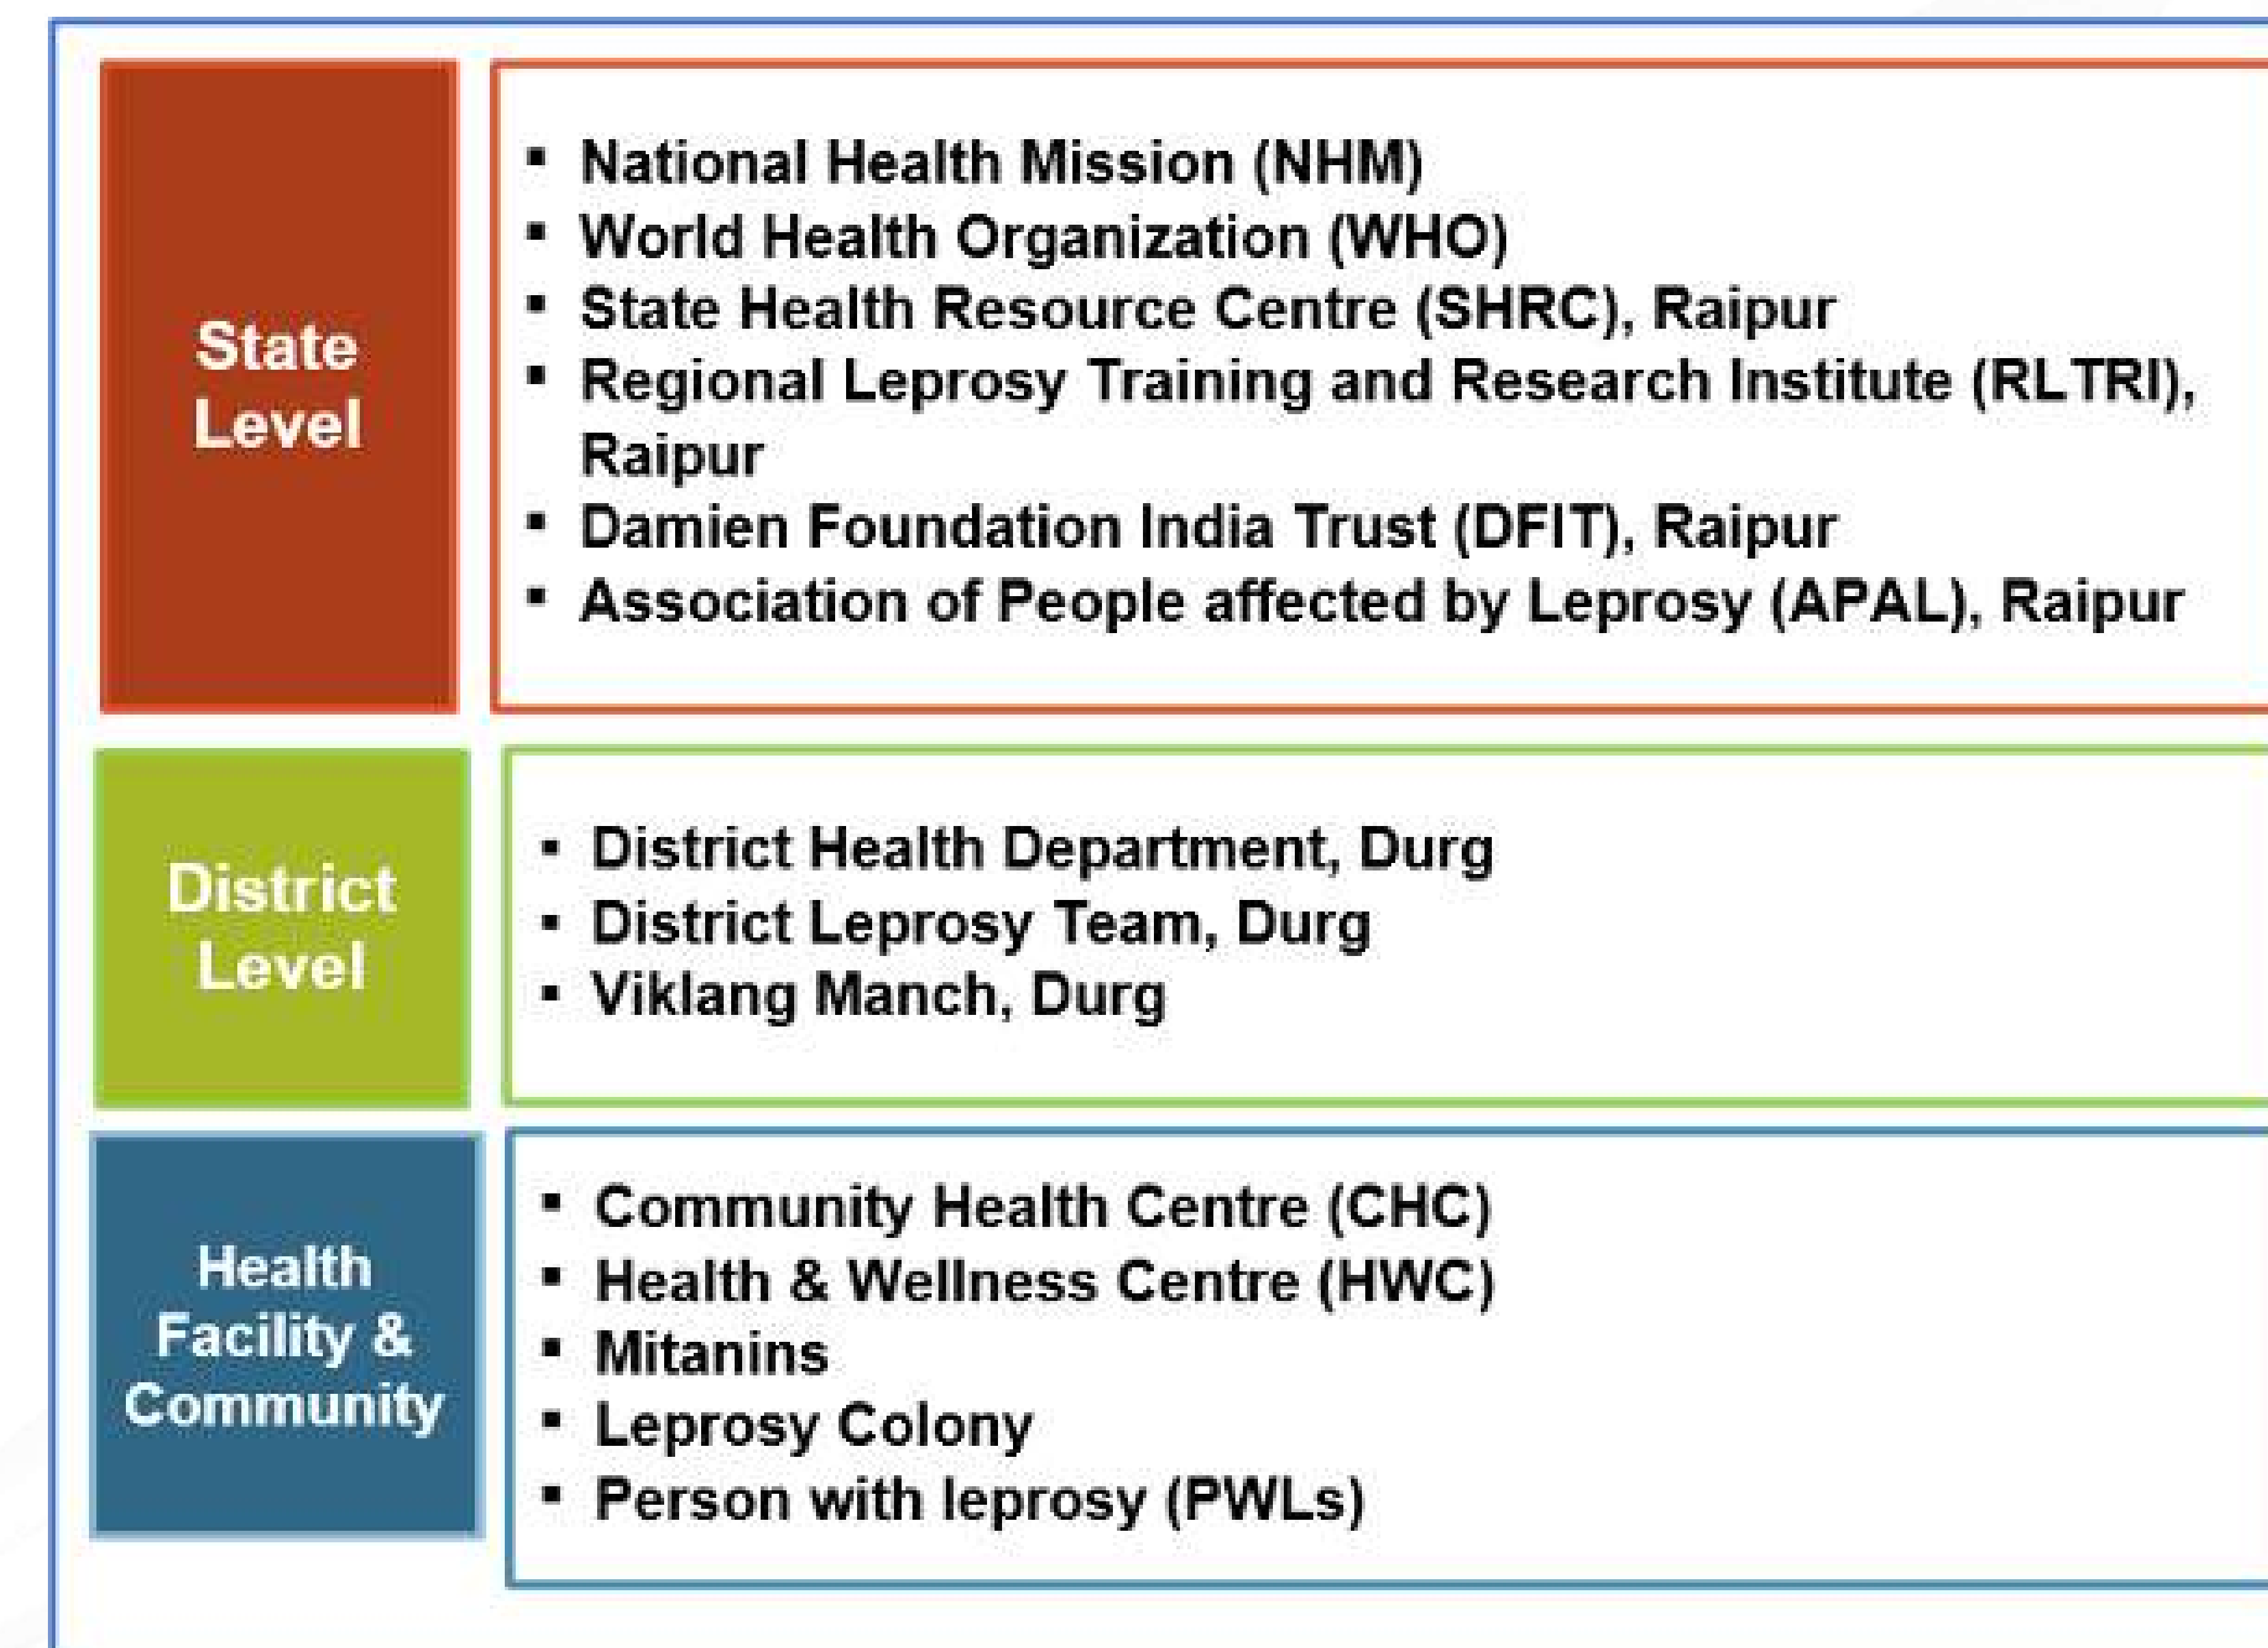 State
Level
▪ National Health Mission (NHM)
▪ World Health Organization (WHO)
▪ State Health Resource Centre (SHRC), Raipur
▪ Regional Leprosy Training and Research Institute (RLTRI),
Raipur
▪ Damien Foundation India Trust (DFIT), Raipur
▪ Association of People affected by Leprosy (APAL), Raipur
District
Level
▪ District Health Department, Durg
▪ District Leprosy Team, Durg
▪ Viklang Manch, Durg
Health
Facility &
Community
▪ Community Health Centre (CHC)
▪ Health & Wellness Centre (HWC)
▪ Mitanins
▪ Leprosy Colony
▪ Person with leprosy (PWLs)